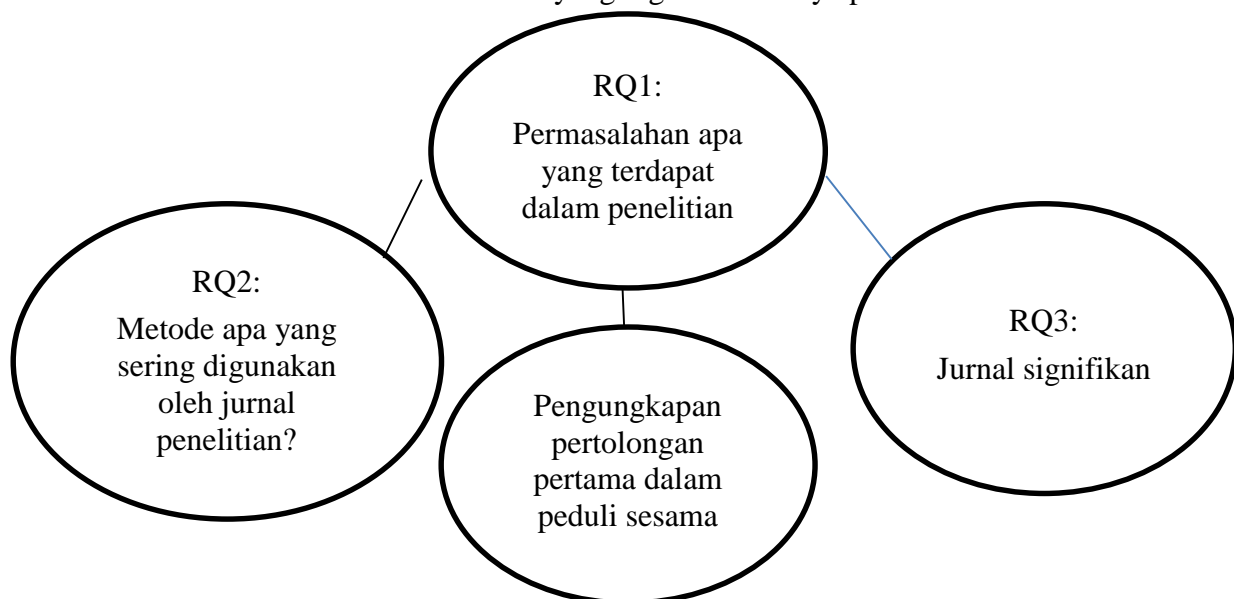 RQ1:
Permasalahan apa
yang terdapat
dalam penelitian
RQ2:
Metode apa yang
sering digunakan
oleh jurnal
penelitian?
RQ3:
Jurnal signifikan
Pengungkapan
pertolongan
pertama dalam
peduli sesama